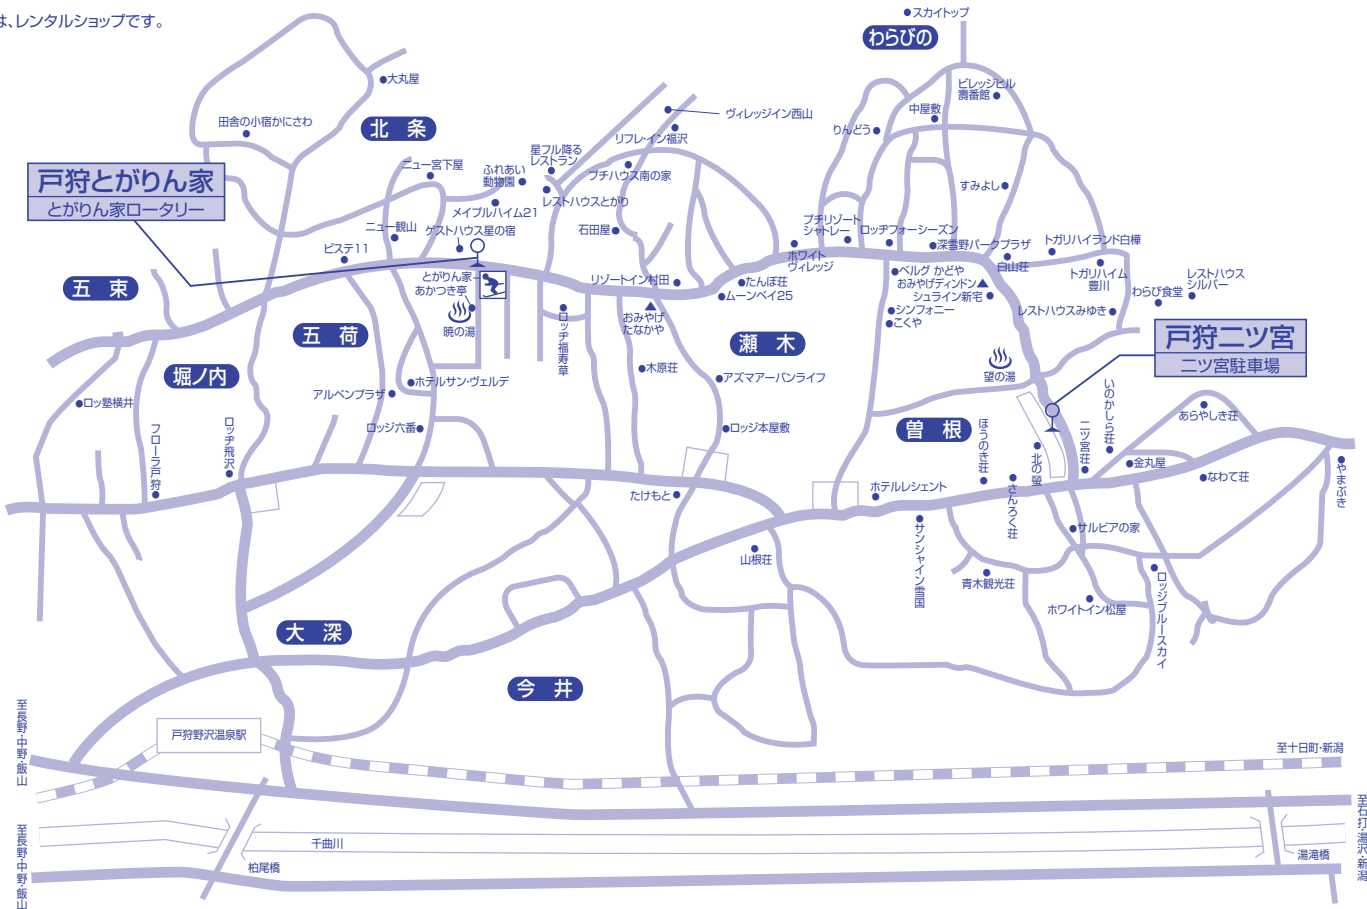 は、レンタルショップです。
スカイトップ
わらびの
大丸屋
田舎の小宿かにさわ
北 条
ヴィレッジイン西山
リフレ・イン福沢
ビレッジヒル
壽番館
中屋敷
りんどう
戸狩とがりん家
とがりん家ロータリー
ニュー宮下屋
ふれあい
動物園
星フル降る
レストラン
プチハウス南の家
レストハウスとがり
メイプルハイム21
すみよし
ニュー観山
ゲストハウス星の宿
石田屋
プチリゾート
シャトレー
ロッヂフォーシーズン
ピステ11
ホワイト
ヴィレッジ
深雪野パークプラザ
白山荘
トガリハイランド白樺
トガリハイム
豊川
レストハウス
シルバー
わらび食堂
五 束
とがりん家
あかつき亭
暁の湯
リゾートイン村田
たんぽ荘
ムーンベイ25
ベルグ かどや
おみやげディンドン
シュライン新宅
シンフォニー
こくや
レストハウスみゆき
五 荷
ロッヂ福寿草
おみやげ
たなかや
瀬 木
戸狩二ツ宮
二ツ宮駐車場
堀ノ内
木原荘
アズマアーバンライフ
望の湯
ホテルサン・ヴェルデ
アルペンプラザ
ロッ塾横井
フローラ戸狩
ロッヂ飛沢
ロッジ六番
ロッジ本屋敷
曽 根
ほうのき荘
いのかしら荘
あらやしき荘
二ツ宮荘
北の螢
金丸屋
なわて荘
やまぶき
たけもと
ホテルレシェント
さんろく荘
サンシャイン雪国
サルビアの家
山根荘
青木観光荘
ホワイトイン松屋
ロッジブルースカイ
大 深
今 井
至長野・中野・飯山
戸狩野沢温泉駅
至十日町・新潟
至長野・中野・飯山
千曲川
柏尾橋
湯滝橋
至石打・湯沢・新潟